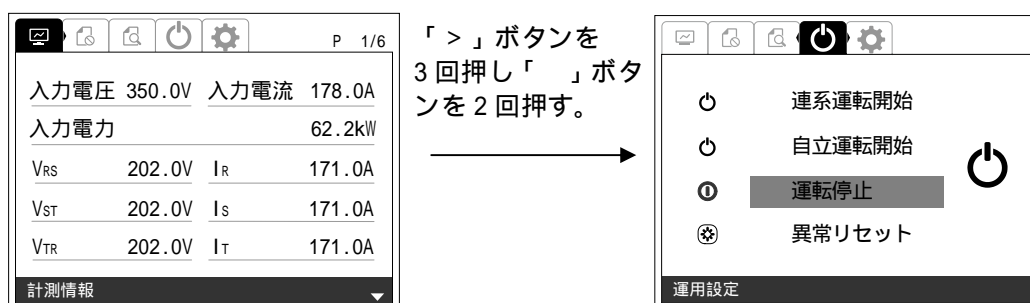 P 1/6
入力電圧 350.0V 入力電流 178.0A
入力電力 62.2kW
VRS 202.0V IR 171.0A
VST 202.0V IS 171.0A
VTR 202.0V IT 171.0A
計測情報
「>」ボタンを
3回押し「 」ボタ
ンを2回押す。
連系運転開始
自立運転開始
運転停止
異常リセット
運用設定